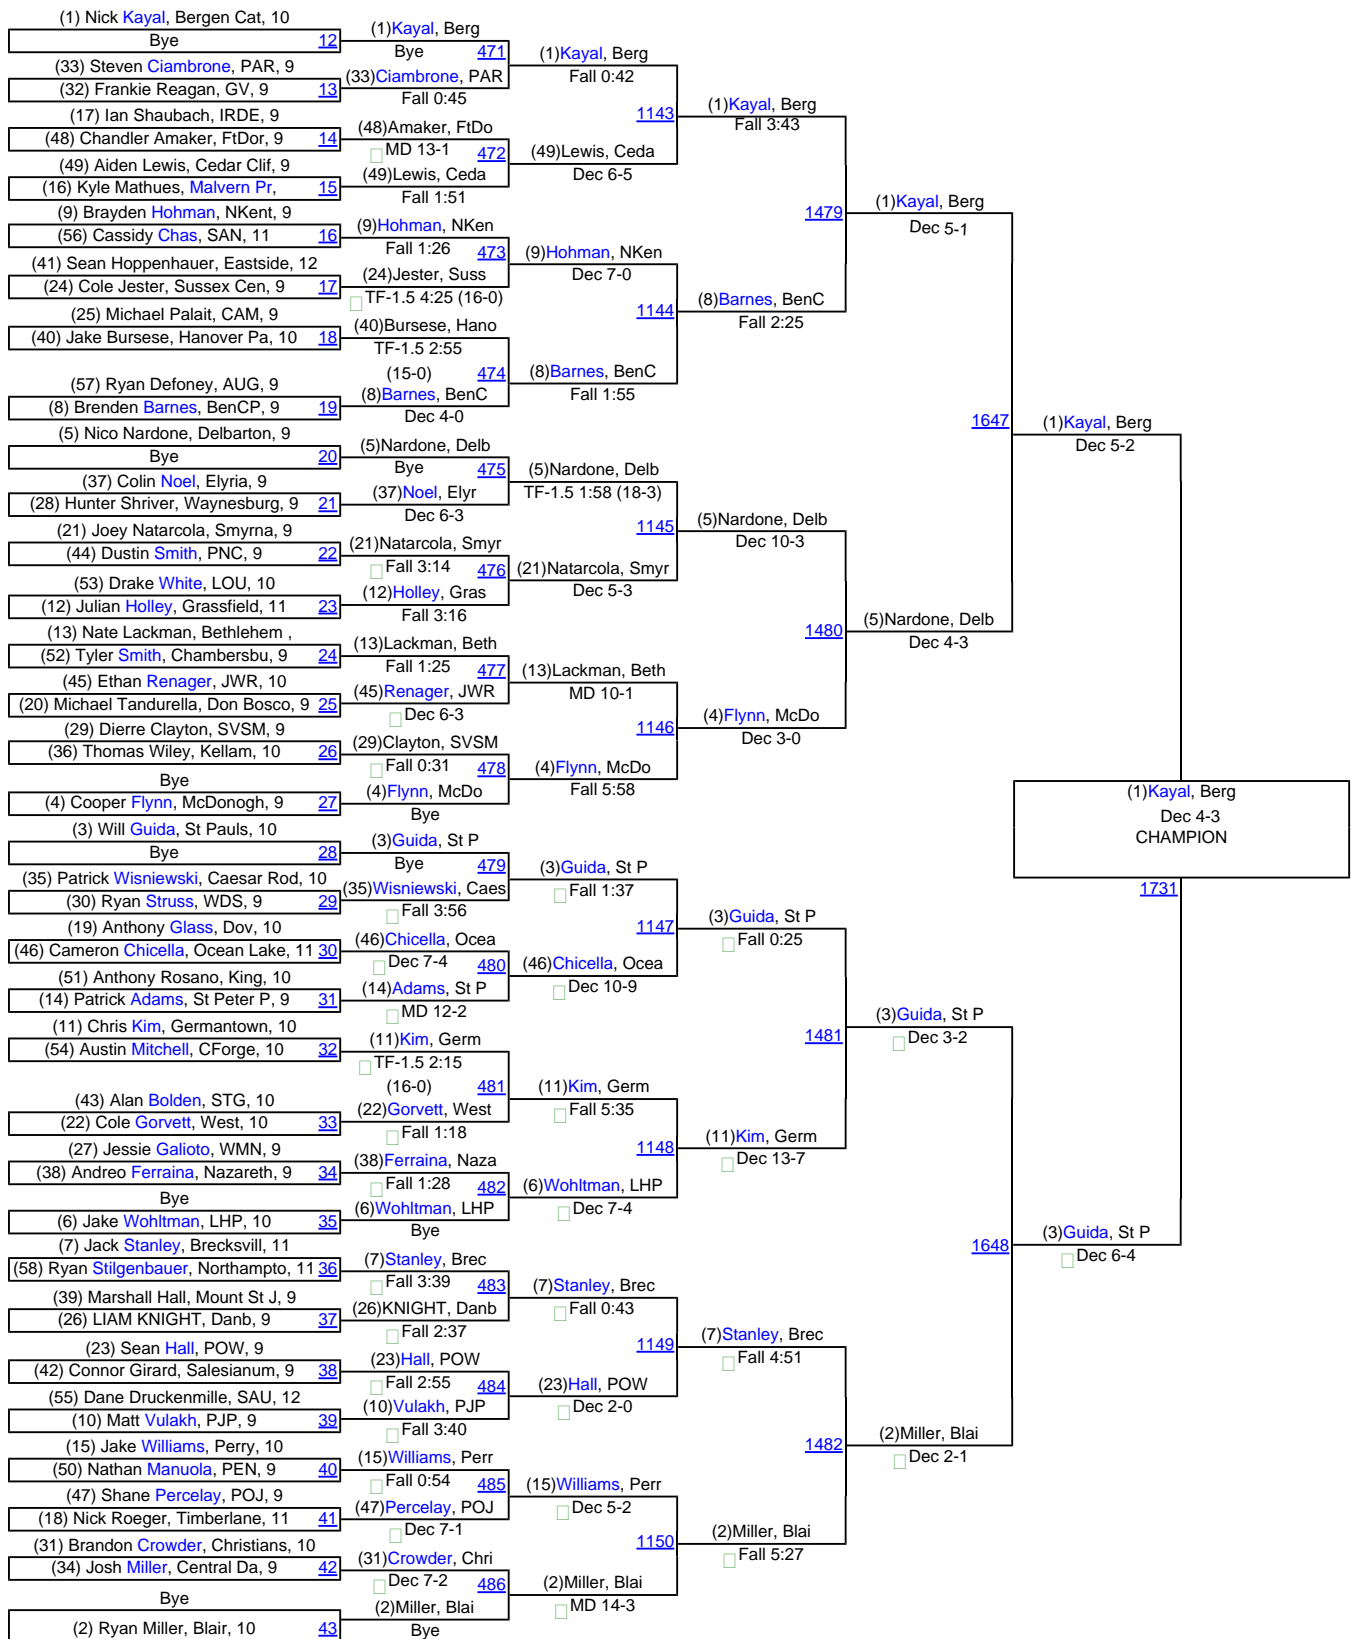 (1) Nick Kayal, Bergen Cat, 10
Bye 12
(33) Steven Ciambrone, PAR, 9
(32) Frankie Reagan, GV, 9 13
(17) Ian Shaubach, IRDE, 9
(48) Chandler Amaker, FtDor, 9 14
(49) Aiden Lewis, Cedar Clif, 9
(16) Kyle Mathues, Malvern Pr, 15
(9) Brayden Hohman, NKent, 9
(56) Cassidy Chas, SAN, 11 16
(41) Sean Hoppenhauer, Eastside, 12
(24) Cole Jester, Sussex Cen, 9 17
(25) Michael Palait, CAM, 9
(40) Jake Bursese, Hanover Pa, 10 18
(57) Ryan Defoney, AUG, 9
(8) Brenden Barnes, BenCP, 9 19
(5) Nico Nardone, Delbarton, 9
Bye 20
(37) Colin Noel, Elyria, 9
(28) Hunter Shriver, Waynesburg, 9 21
(21) Joey Natarcola, Smyrna, 9
(44) Dustin Smith, PNC, 9 22
(53) Drake White, LOU, 10
(12) Julian Holley, Grassfield, 11 23
(13) Nate Lackman, Bethlehem ,
(52) Tyler Smith, Chambersbu, 9 24
(45) Ethan Renager, JWR, 10
(20) Michael Tandurella, Don Bosco, 9 25
(29) Dierre Clayton, SVSM, 9
(36) Thomas Wiley, Kellam, 10 26
Bye
(4) Cooper Flynn, McDonogh, 9 27
(3) Will Guida, St Pauls, 10
Bye 28
(35) Patrick Wisniewski, Caesar Rod, 10
(30) Ryan Struss, WDS, 9 29
(19) Anthony Glass, Dov, 10
(46) Cameron Chicella, Ocean Lake, 11 30
(51) Anthony Rosano, King, 10
(14) Patrick Adams, St Peter P, 9 31
(11) Chris Kim, Germantown, 10
(54) Austin Mitchell, CForge, 10 32
(43) Alan Bolden, STG, 10
(22) Cole Gorvett, West, 10 33
(27) Jessie Galioto, WMN, 9
(38) Andreo Ferraina, Nazareth, 9 34
Bye
(6) Jake Wohltman, LHP, 10 35
(7) Jack Stanley, Brecksvill, 11
(58) Ryan Stilgenbauer, Northampto, 11 36
(39) Marshall Hall, Mount St J, 9
(26) LIAM KNIGHT, Danb, 9 37
(23) Sean Hall, POW, 9
(42) Connor Girard, Salesianum, 9 38
(55) Dane Druckenmille, SAU, 12
(10) Matt Vulakh, PJP, 9 39
(15) Jake Williams, Perry, 10
(50) Nathan Manuola, PEN, 9 40
(47) Shane Percelay, POJ, 9
(18) Nick Roeger, Timberlane, 11 41
(31) Brandon Crowder, Christians, 10
(34) Josh Miller, Central Da, 9 42
Bye
(2) Ryan Miller, Blair, 10 43
(1)Kayal, Berg
Bye 471
(33)Ciambrone, PAR
Fall 0:45
(48)Amaker, FtDo
MD 13-1 472
(49)Lewis, Ceda
Fall 1:51
(9)Hohman, NKen
Fall 1:26 473
(24)Jester, Suss
TF-1.5 4:25 (16-0)
(40)Bursese, Hano
TF-1.5 2:55
(15-0) 474
(8)Barnes, BenC
Dec 4-0
(5)Nardone, Delb
Bye 475
(37)Noel, Elyr
Dec 6-3
(21)Natarcola, Smyr
Fall 3:14 476
(12)Holley, Gras
Fall 3:16
(13)Lackman, Beth
Fall 1:25 477
(45)Renager, JWR
Dec 6-3
(29)Clayton, SVSM
Fall 0:31 478
(4)Flynn, McDo
Bye
(3)Guida, St P
Bye 479
(35)Wisniewski, Caes
Fall 3:56
(46)Chicella, Ocea
Dec 7-4 480
(14)Adams, St P
MD 12-2
(11)Kim, Germ
TF-1.5 2:15
(16-0) 481
(22)Gorvett, West
Fall 1:18
(38)Ferraina, Naza
Fall 1:28 482
(6)Wohltman, LHP
Bye
(7)Stanley, Brec
Fall 3:39 483
(26)KNIGHT, Danb
Fall 2:37
(23)Hall, POW
Fall 2:55 484
(10)Vulakh, PJP
Fall 3:40
(15)Williams, Perr
Fall 0:54 485
(47)Percelay, POJ
Dec 7-1
(31)Crowder, Chri
Dec 7-2 486
(2)Miller, Blai
Bye
(1)Kayal, Berg
Fall 0:42
1143
(49)Lewis, Ceda
Dec 6-5
(9)Hohman, NKen
Dec 7-0
1144
(8)Barnes, BenC
Fall 1:55
(5)Nardone, Delb
TF-1.5 1:58 (18-3)
1145
(21)Natarcola, Smyr
Dec 5-3
(13)Lackman, Beth
MD 10-1
1146
(4)Flynn, McDo
Fall 5:58
(3)Guida, St P
Fall 1:37
1147
(46)Chicella, Ocea
Dec 10-9
(11)Kim, Germ
Fall 5:35
1148
(6)Wohltman, LHP
Dec 7-4
(7)Stanley, Brec
Fall 0:43
1149
(23)Hall, POW
Dec 2-0
(15)Williams, Perr
Dec 5-2
1150
(2)Miller, Blai
MD 14-3
(1)Kayal, Berg
Fall 3:43
1479
(8)Barnes, BenC
Fall 2:25
(5)Nardone, Delb
Dec 10-3
1480
(4)Flynn, McDo
Dec 3-0
(3)Guida, St P
Fall 0:25
1481
(11)Kim, Germ
Dec 13-7
(7)Stanley, Brec
Fall 4:51
1482
(2)Miller, Blai
Fall 5:27
(1)Kayal, Berg
Dec 5-1
1647
(5)Nardone, Delb
Dec 4-3
(3)Guida, St P
Dec 3-2
1648
(2)Miller, Blai
Dec 2-1
(1)Kayal, Berg
Dec 5-2
(3)Guida, St P
Dec 6-4
(1)Kayal, Berg
Dec 4-3
CHAMPION
1731